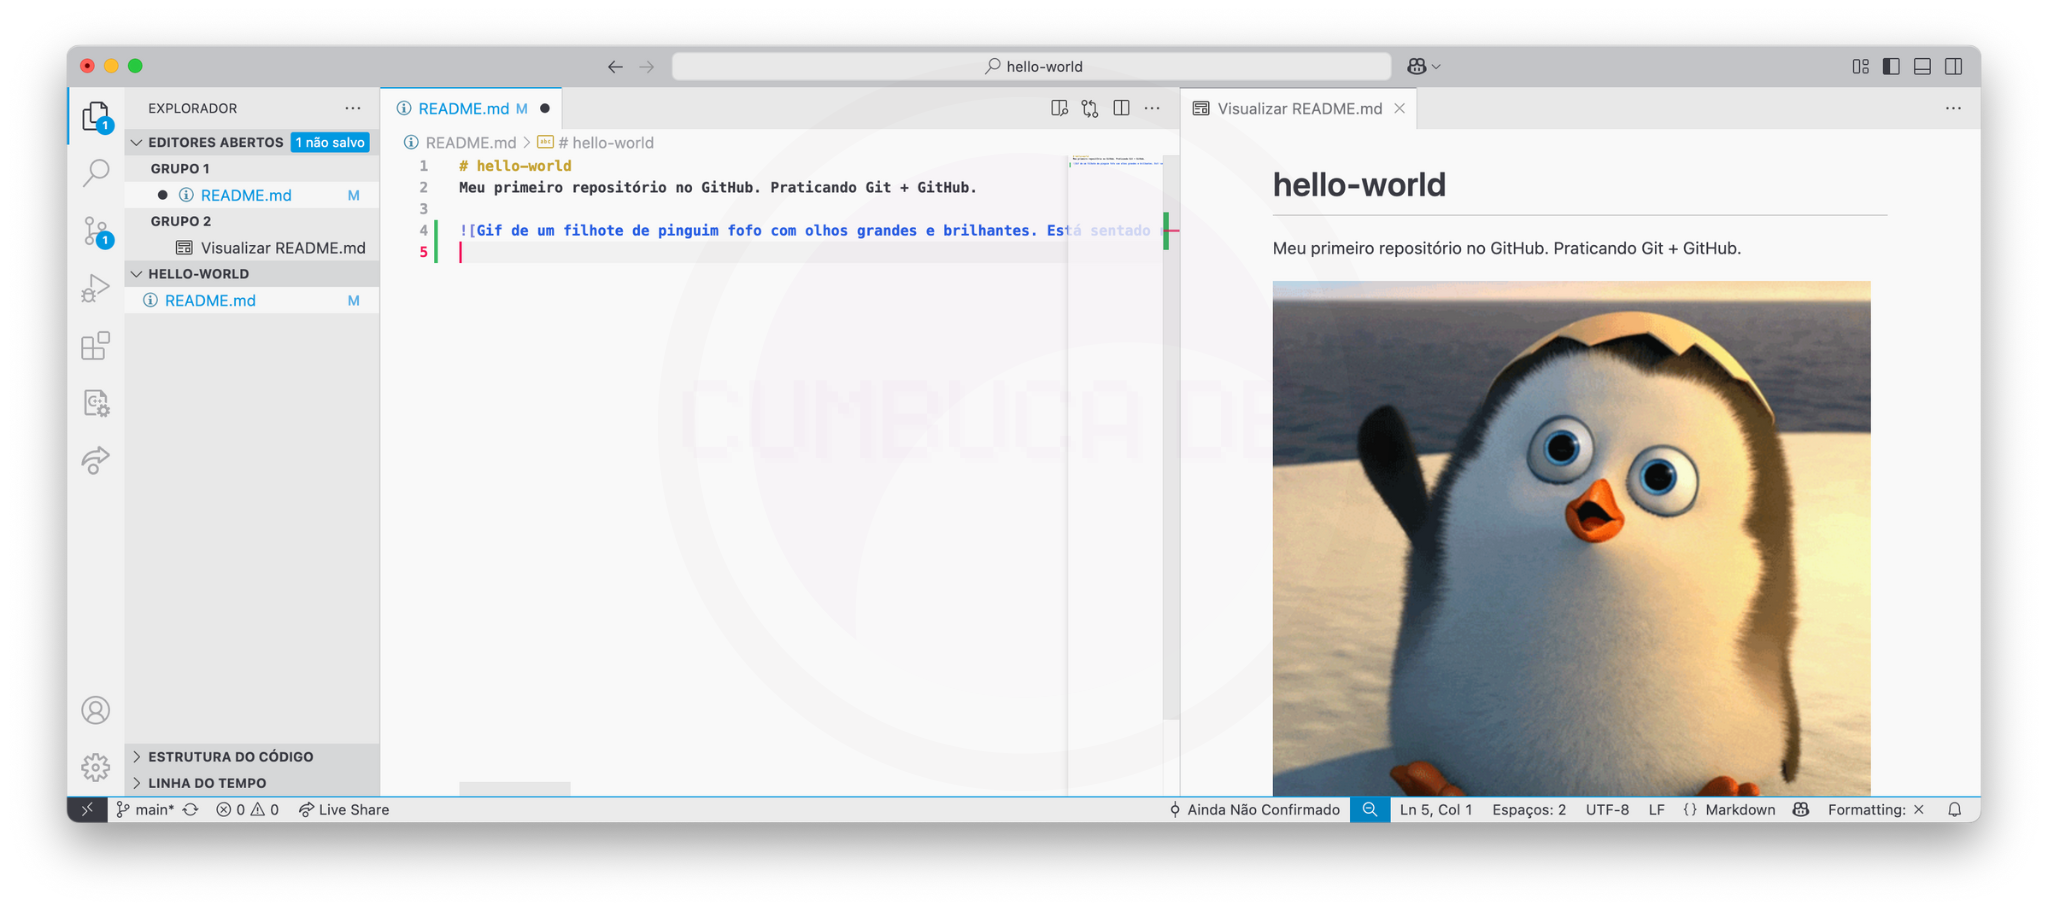 hello-world
EXPLORADOR
README.md M
Visualizar README.md
EDITORES ABERTOS 1 não salvo
GRUPO 1
README.md M
GRUPO 2
Visualizar README.md
HELLO-WORLD
README.md M
ESTRUTURA DO CÓDIGO
LINHA DO TEMPO
README.md > # hello-world
1 # hello-world
2 Meu primeiro repositório no GitHub. Praticando Git + GitHub.
3
4 ![Gif de um filhote de pinguim fofo com olhos grandes e brilhantes. Está sentado
5
hello-world
Meu primeiro repositório no GitHub. Praticando Git + GitHub.
CUMBUCA DE
1
1
main* 0 0 Live Share
Ainda Não Confirmado
Ln 5, Col 1 Espaços: 2 UTF-8 LF {} Markdown Formatting: ×